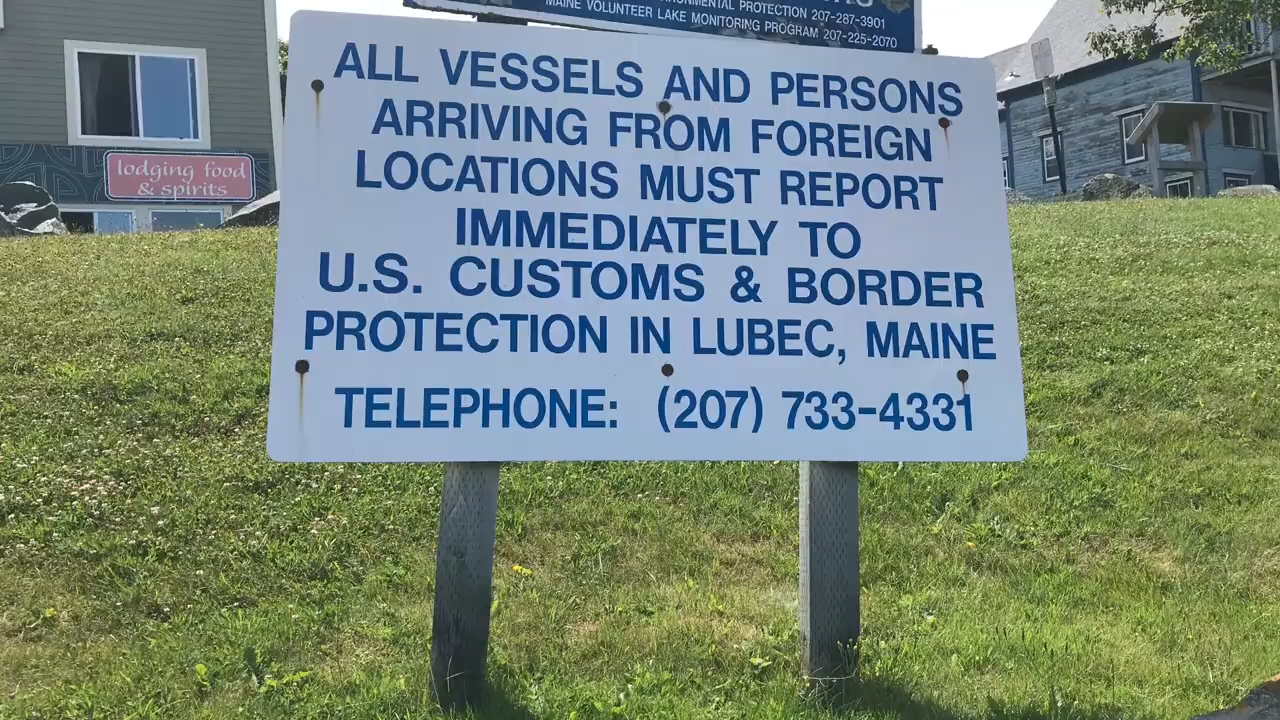 ENVIRONMENTAL PROTECTION 207-287-3901
MAINE VOLUNTEER LAKE MONITORING PROGRAM 207-225-2070
ALL VESSELS AND PERSONS
ARRIVING FROM FOREIGN
LOCATIONS MUST REPORT
IMMEDIATELY TO
U.S. CUSTOMS & BORDER
PROTECTION IN LUBEC, MAINE
TELEPHONE: (207) 733-4331
lodging food
& spirits